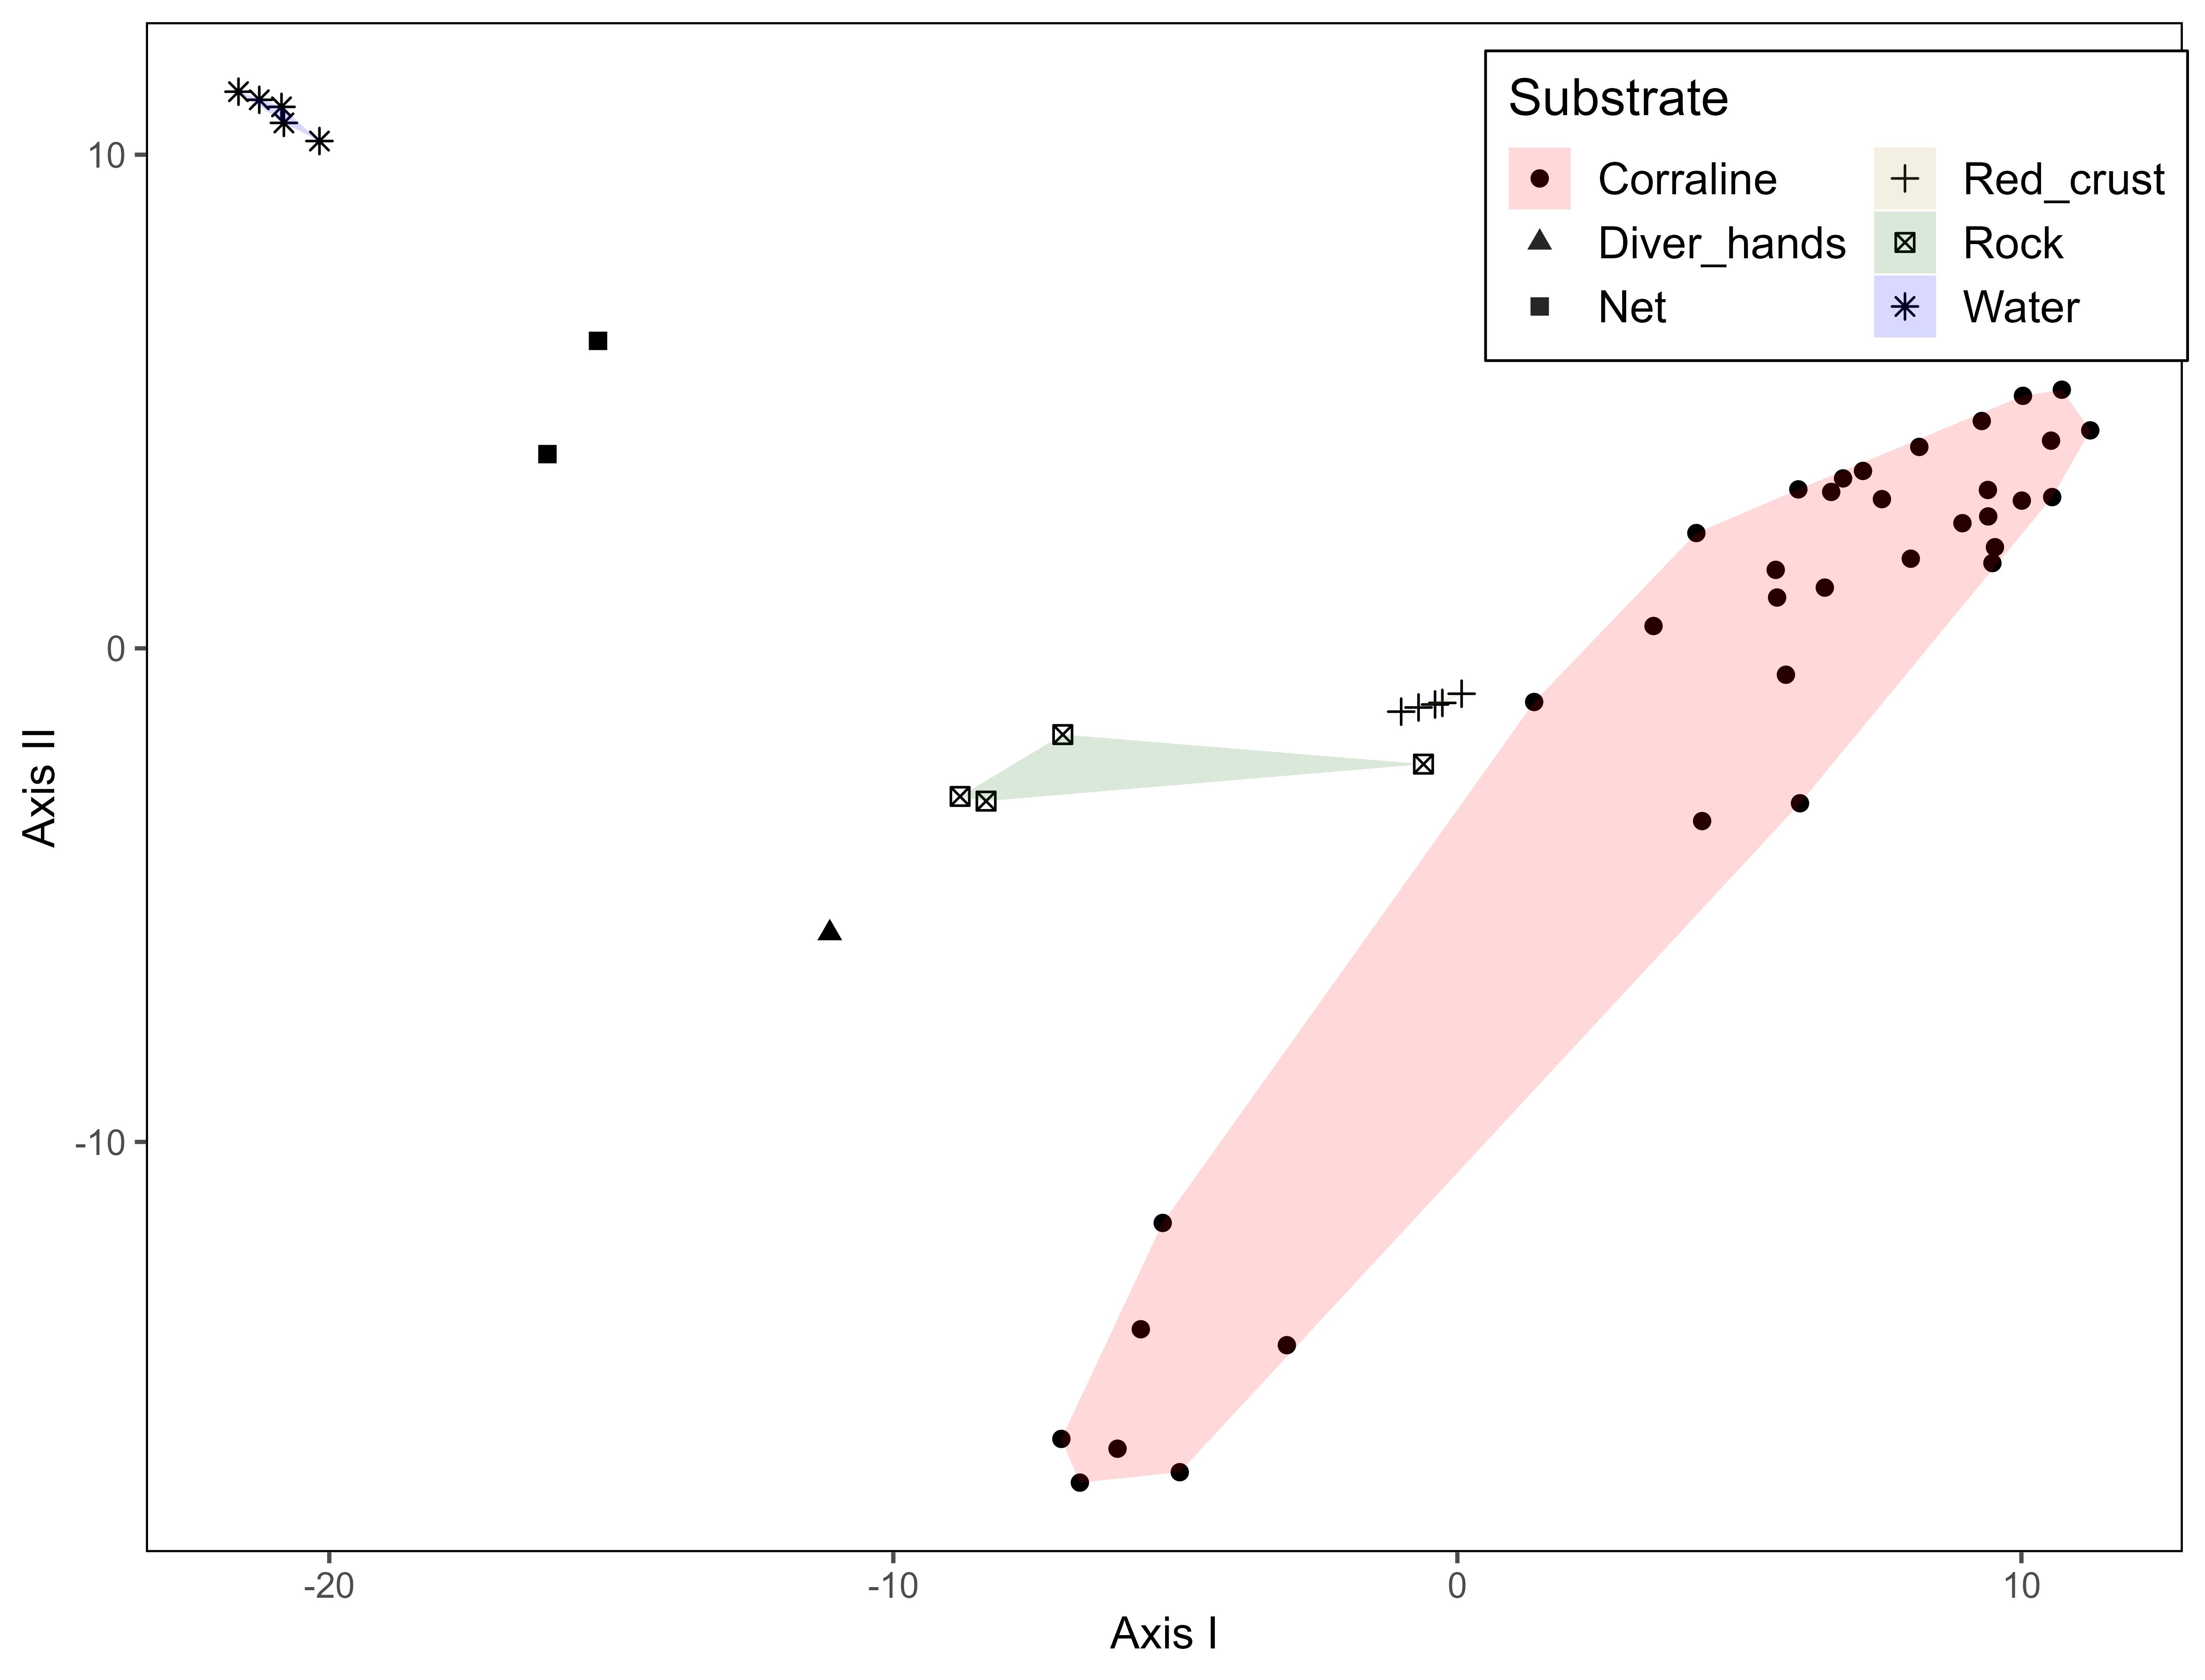 Substrate
Corraline
Red_crust
Diver_hands
Rock
Net
Water
10
0
-10
Axis II
-20
-10
0
10
Axis I